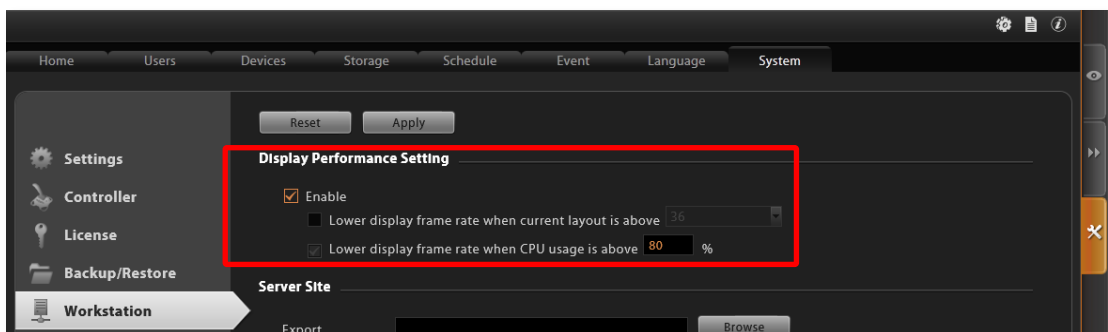 Home Users Devices Storage Schedule Event Language System
Reset Apply
Settings
Controller
License
Backup/Restore
Workstation
Display Performance Setting
Enable
Lower display frame rate when current layout is above 36
Lower display frame rate when CPU usage is above 80 %
Server Site
Export Browse